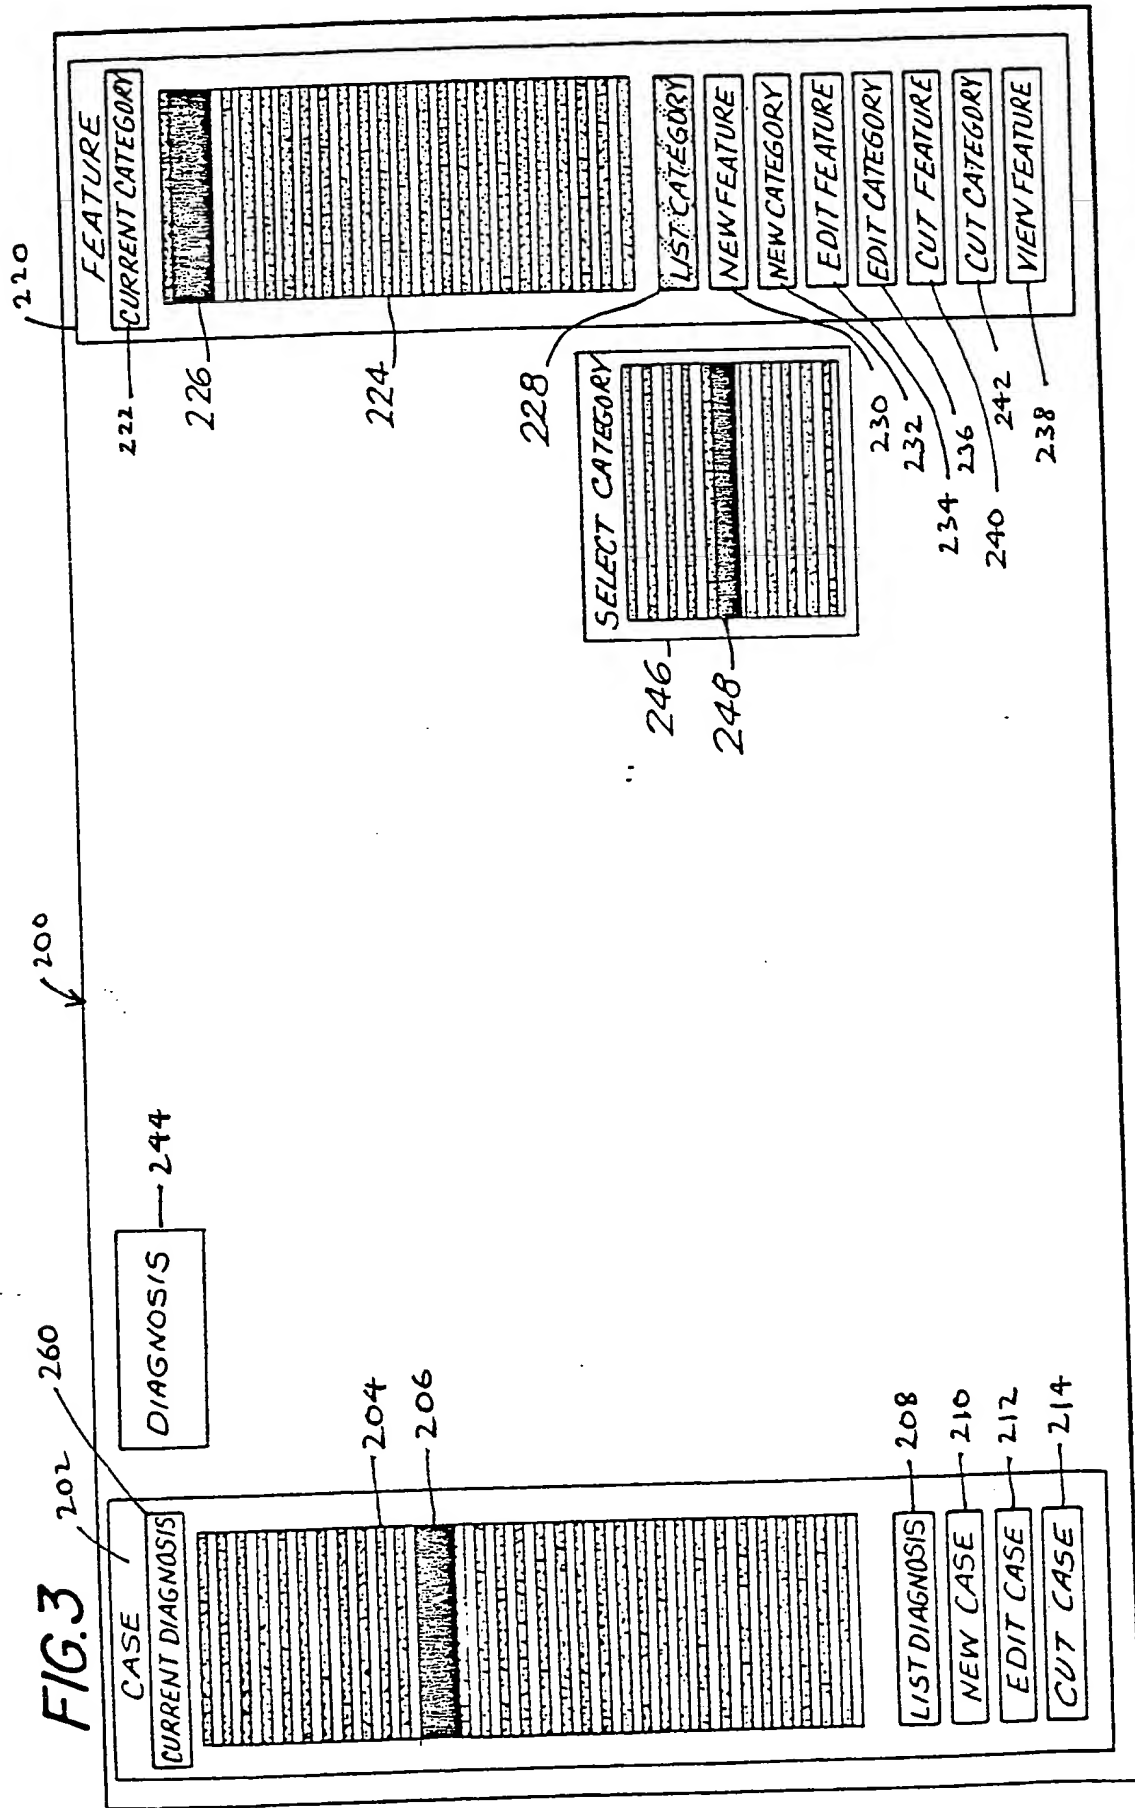 FIG.3
200
202
CASE
260
CURRENT DIAGNOSIS
204
206
LIST DIAGNOSIS
208
NEW CASE
210
EDIT CASE
212
CUT CASE
214
DIAGNOSIS
244
220
FEATURE
222
CURRENT CATEGORY
226
224
228
LIST CATEGORY
NEW FEATURE
NEW CATEGORY
EDIT FEATURE
EDIT CATEGORY
CUT FEATURE
CUT CATEGORY
VIEN FEATURE
SELECT CATEGORY
246
248
230
232
234
236
240
242
238